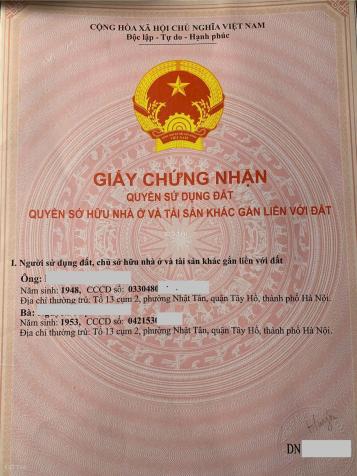 CỘNG HÒA XÃ HỘI CHỦ NGHĨA VIỆT NAM
Độc lập - Tự do - Hạnh phúc
VIỆT NAM
GIẤY CHỨNG NHẬN
QUYỀN SỬ DỤNG ĐẤT
QUYỀN SỞ HỮU NHÀ Ở VÀ TÀI SẢN KHÁC GẮN LIỀN VỚI ĐẤT
I. Người sử dụng đất, chủ sở hữu nhà ở và tài sản khác gắn liền với đất
Ông:
Năm sinh: 1948, CCCD số: 0330480
Địa chỉ thường trú: Tổ 13 cụm 2, phường Nhật Tân, quận Tây Hồ, thành phố Hà Nội.
Bà:
Năm sinh: 1953, CCCD số: 0421530
Địa chỉ thường trú: Tổ 13 cụm 2, phường Nhật Tân, quận Tây Hồ, thành phố Hà Nội.
DN